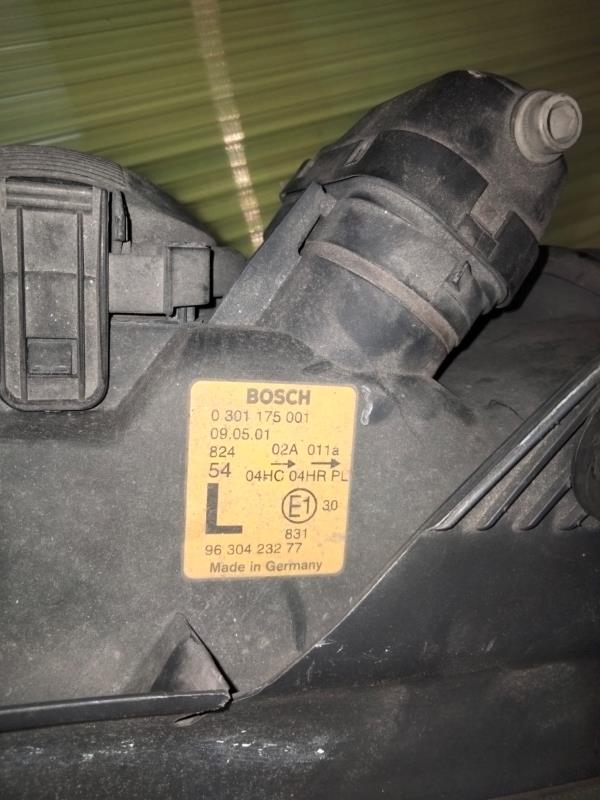 BOSCH
0 301 175 001
09.05.01
824 02A 011a
54 04HC 04HR PL
L E1 30
831
96 304 232 77
Made in Germany